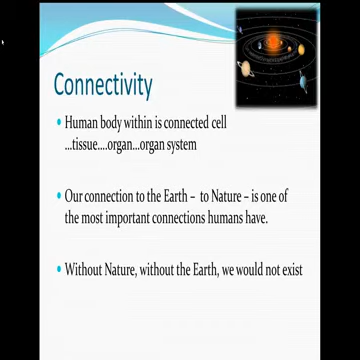 Connectivity
Human body within is connected cell
...tissue....organ...organ system
Our connection to the Earth – to Nature – is one of
the most important connections humans have.
Without Nature, without the Earth, we would not exist